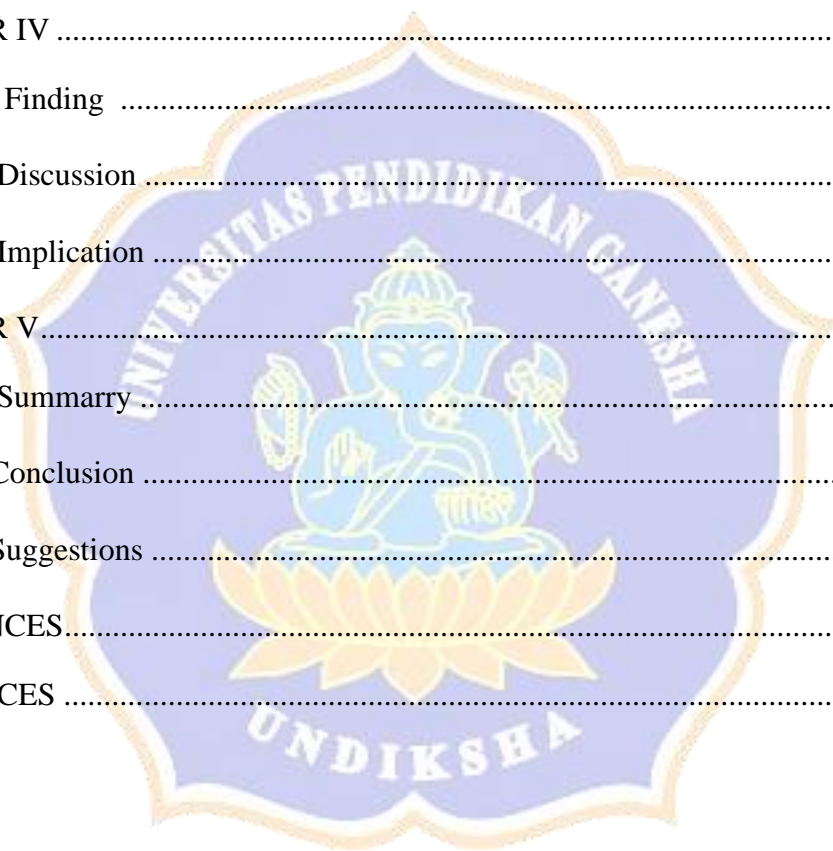 R IV ........................................................................................
Finding ........................................................................................
Discussion ........................................................................................
Implication ........................................................................................
R V........................................................................................
Summarry ........................................................................................
Conclusion ........................................................................................
Suggestions ........................................................................................
NCES........................................................................................
CES ........................................................................................
UNIVERSITAS PENDIDIKAN GANESHA
UNDIKSHA